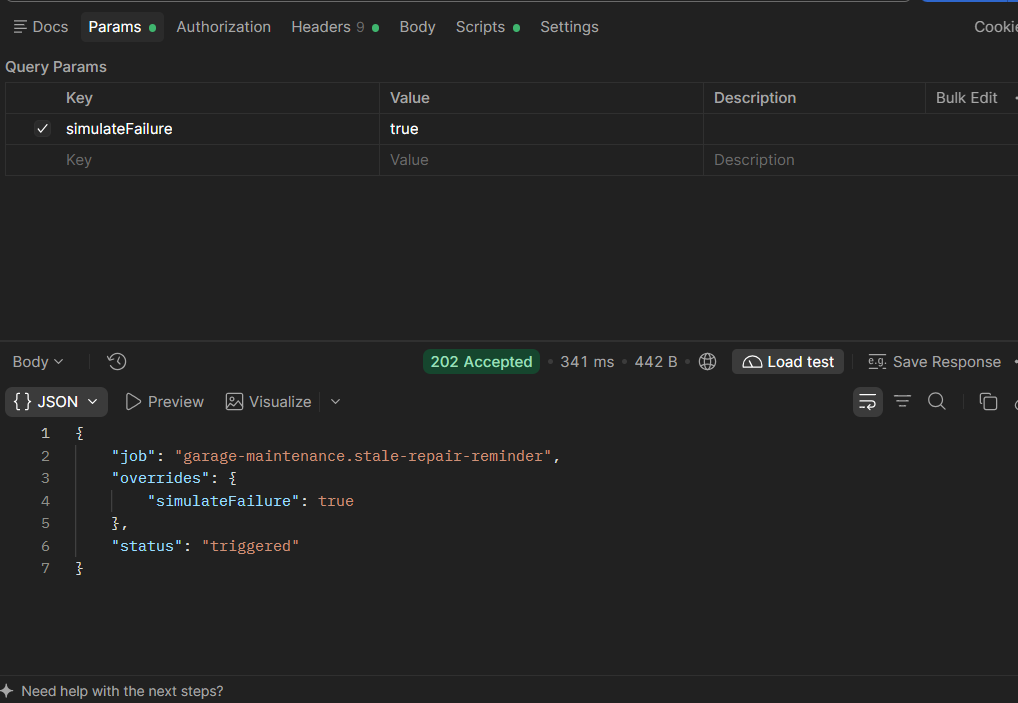 Docs Params Authorization Headers 9 Body Scripts Settings
Query Params
Key Value Description Bulk Edit
simulateFailure true
Key Value Description
Body 202 Accepted 341 ms 442 B Load test e.g. Save Response
{} JSON Preview Visualize
1 {
2 "job": "garage-maintenance.stale-repair-reminder",
3 "overrides": {
4 "simulateFailure": true
5 },
6 "status": "triggered"
7 }
Need help with the next steps?